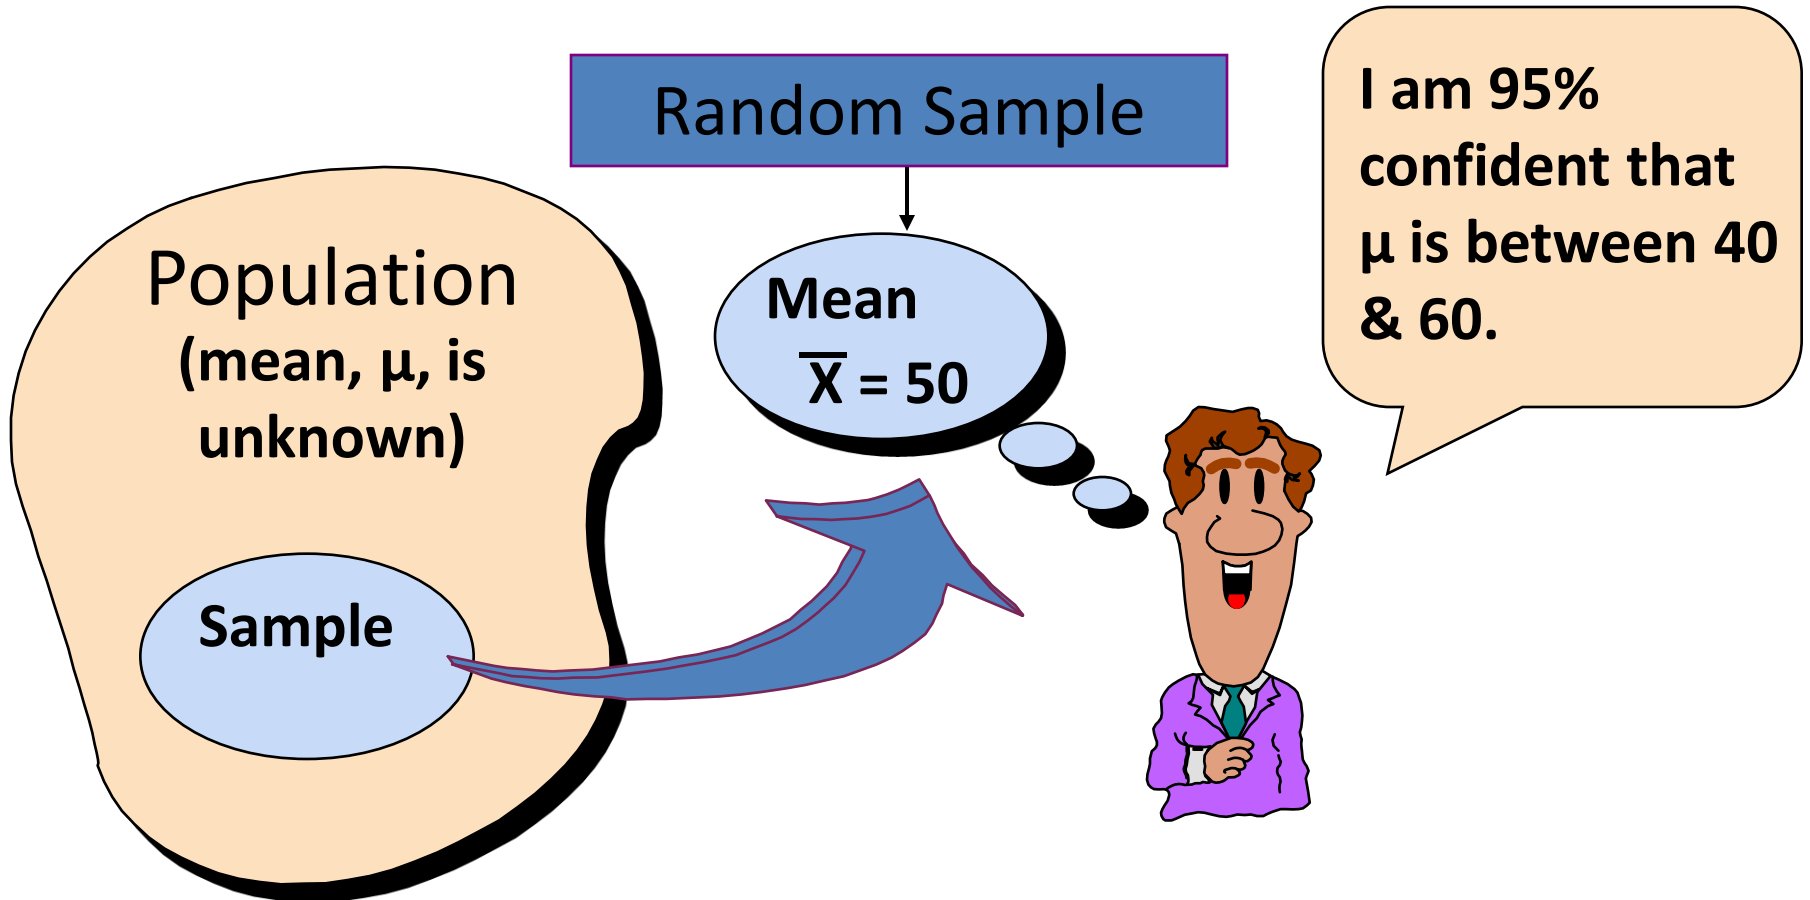 Random Sample
Population
(mean, μ, is
unknown)
Sample
Mean
X̅ = 50
I am 95%
confident that
μ is between 40
& 60.